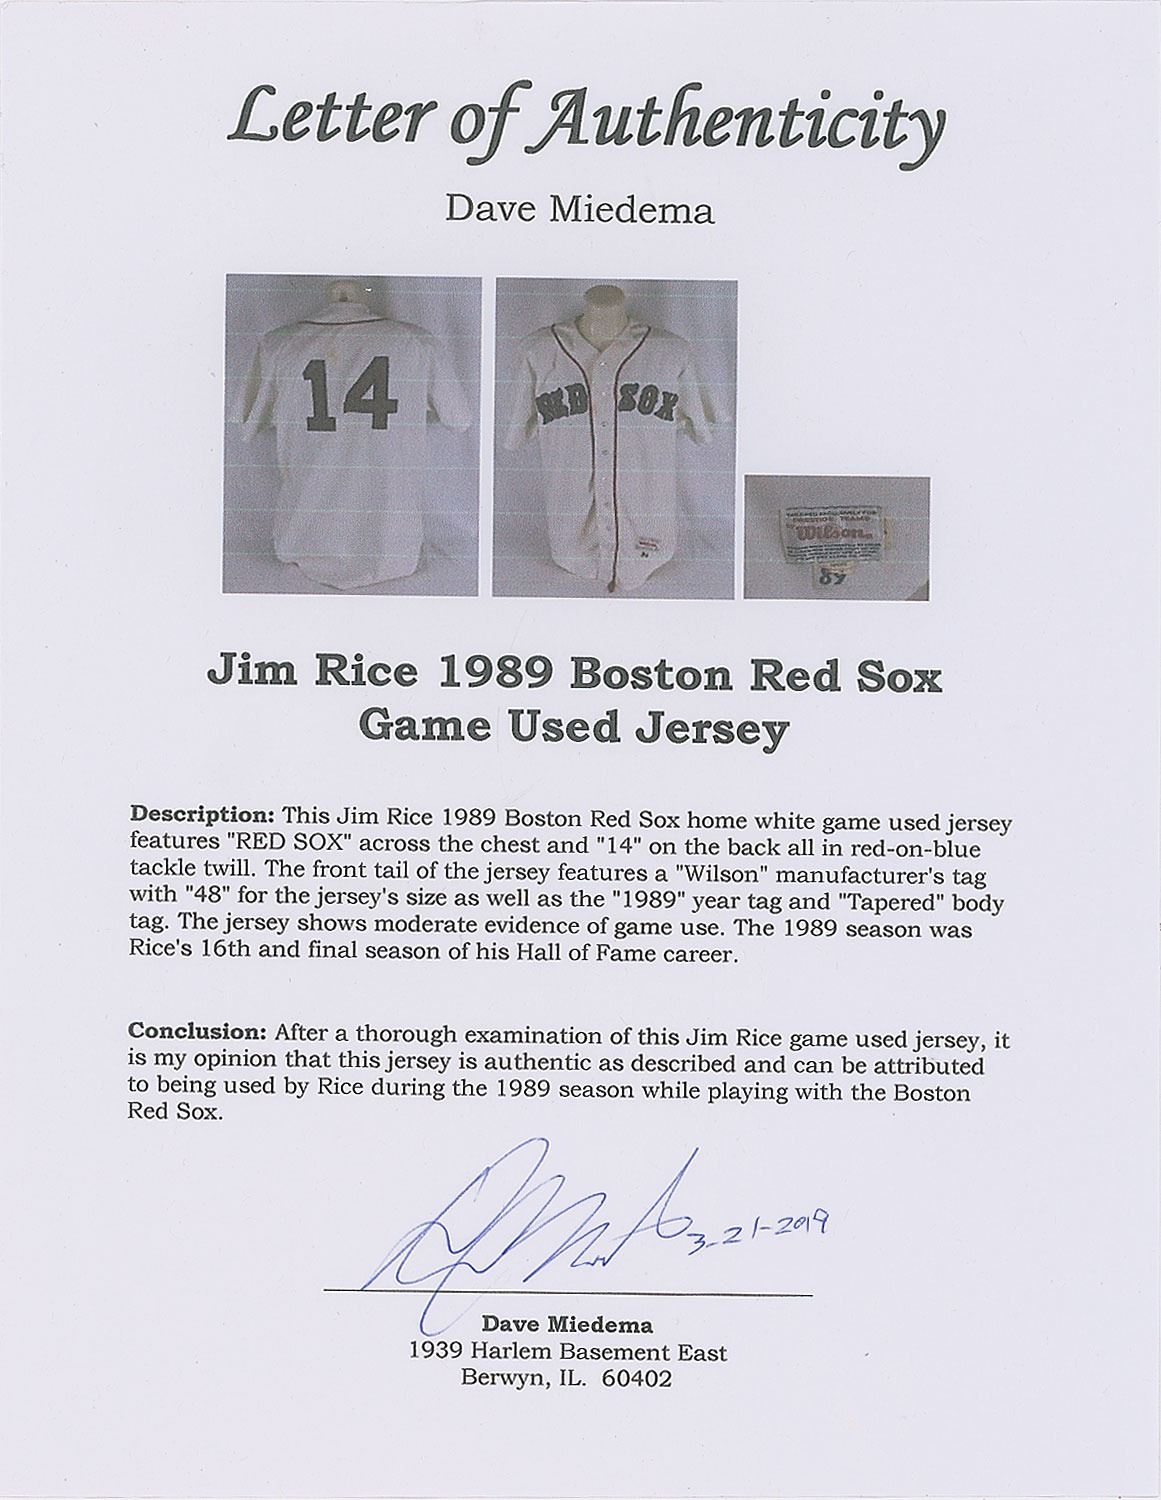 Letter of Authenticity
Dave Miedema
14
RED SOX
Wilson
89
Jim Rice 1989 Boston Red Sox
Game Used Jersey
Description: This Jim Rice 1989 Boston Red Sox home white game used jersey
features "RED SOX" across the chest and "14" on the back all in red-on-blue
tackle twill. The front tail of the jersey features a "Wilson" manufacturer's tag
with "48" for the jersey's size as well as the "1989" year tag and "Tapered" body
tag. The jersey shows moderate evidence of game use. The 1989 season was
Rice's 16th and final season of his Hall of Fame career.
Conclusion: After a thorough examination of this Jim Rice game used jersey, it
is my opinion that this jersey is authentic as described and can be attributed
to being used by Rice during the 1989 season while playing with the Boston
Red Sox.
3-21-2019
Dave Miedema
1939 Harlem Basement East
Berwyn, IL. 60402